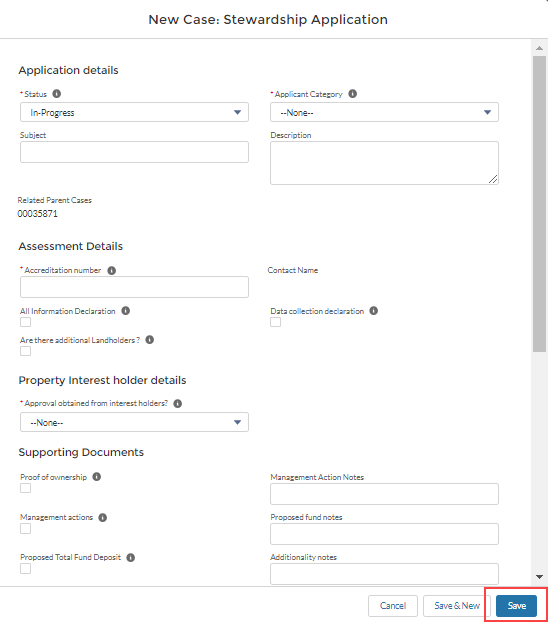 New Case: Stewardship Application
Application details
* Status
* Applicant Category
In-Progress
--None--
Subject
Description
Related Parent Cases
00035871
Assessment Details
* Accreditation number
Contact Name
All Information Declaration
Data collection declaration
Are there additional Landholders ?
Property Interest holder details
* Approval obtained from interest holders?
--None--
Supporting Documents
Proof of ownership
Management Action Notes
Management actions
Proposed fund notes
Proposed Total Fund Deposit
Additionality notes
Cancel
Save & New
Save